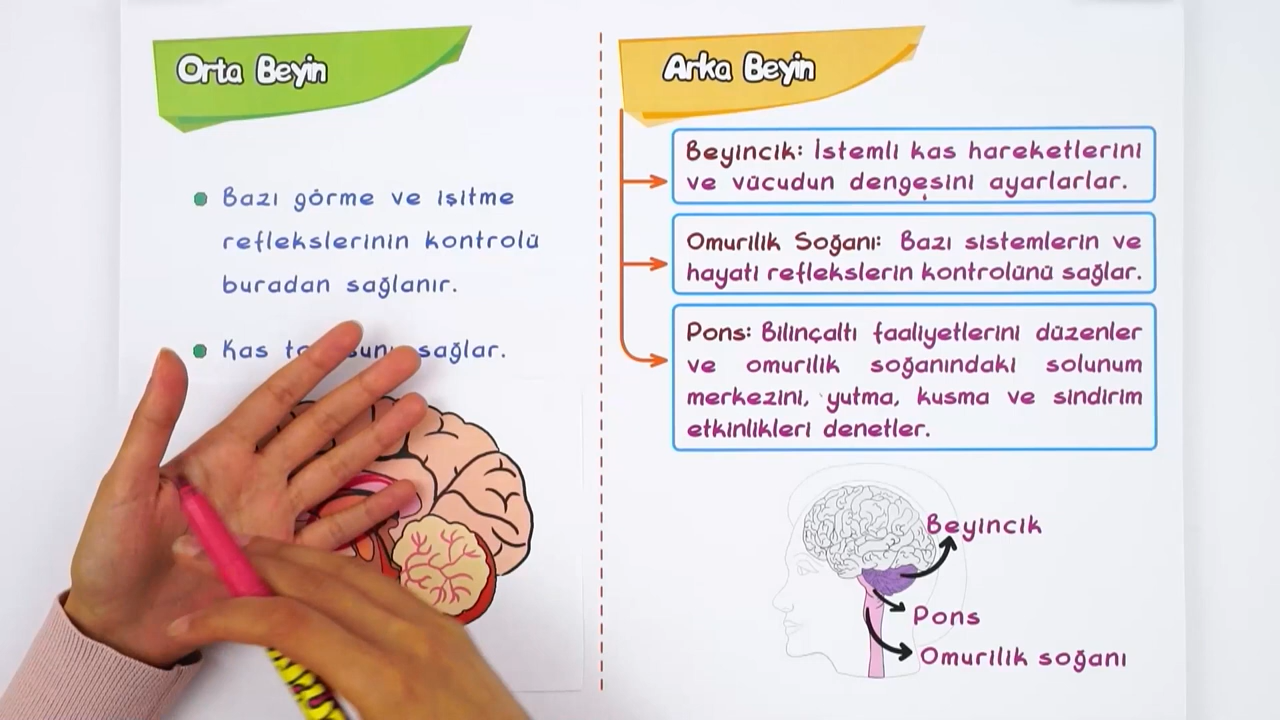 Orta Beyin
Bazı görme ve işitme
reflekslerinin kontrolü
buradan sağlanır.
Kas sağlar.
Arka Beyin
Beyincik: İstemli kas hareketlerini
ve vücudun dengesini ayarlarlar.
Omurilik Soğanı: Bazı sistemlerin ve
hayati reflekslerin kontrolünü sağlar.
Pons: Bilinçaltı faaliyetlerini düzenler
ve omurilik soğanındaki solunum
merkezini, yutma, kusma ve sindirim
etkinlikleri denetler.
Beyincik
Pons
Omurilik soğanı